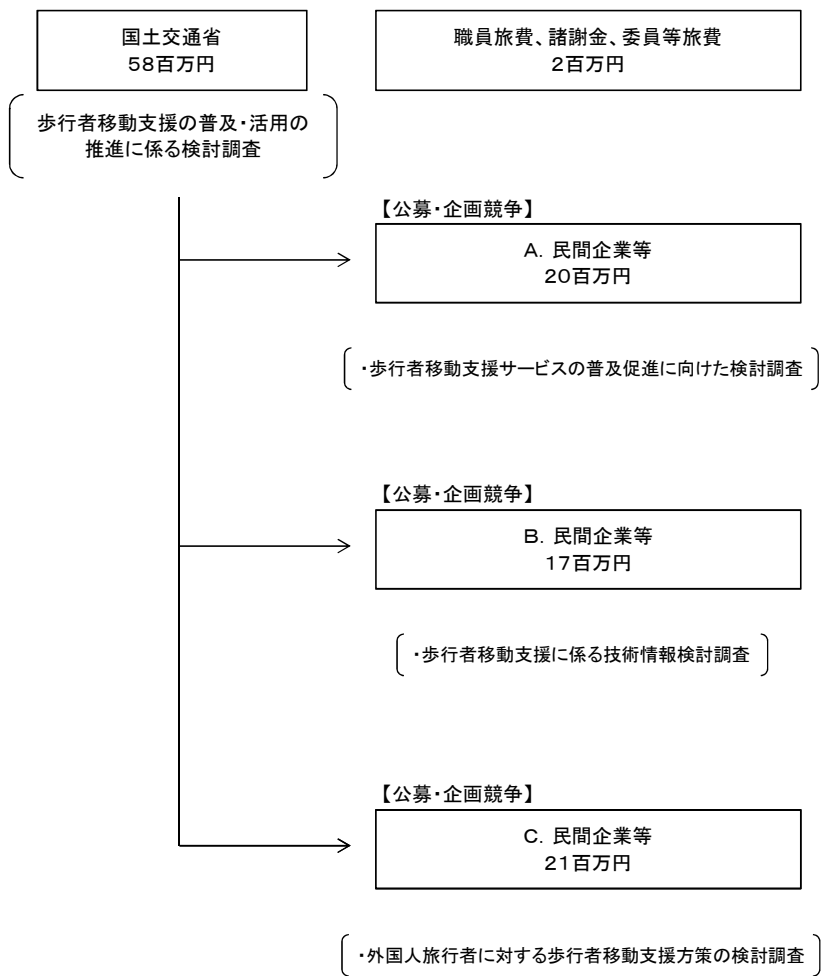 国土交通省
58百万円
職員旅費、諸謝金、委員等旅費
2百万円
歩行者移動支援の普及・活用の
推進に係る検討調査
【公募・企画競争】
A. 民間企業等
20百万円
・歩行者移動支援サービスの普及促進に向けた検討調査
【公募・企画競争】
B. 民間企業等
17百万円
・歩行者移動支援に係る技術情報検討調査
【公募・企画競争】
C. 民間企業等
21百万円
・外国人旅行者に対する歩行者移動支援方策の検討調査